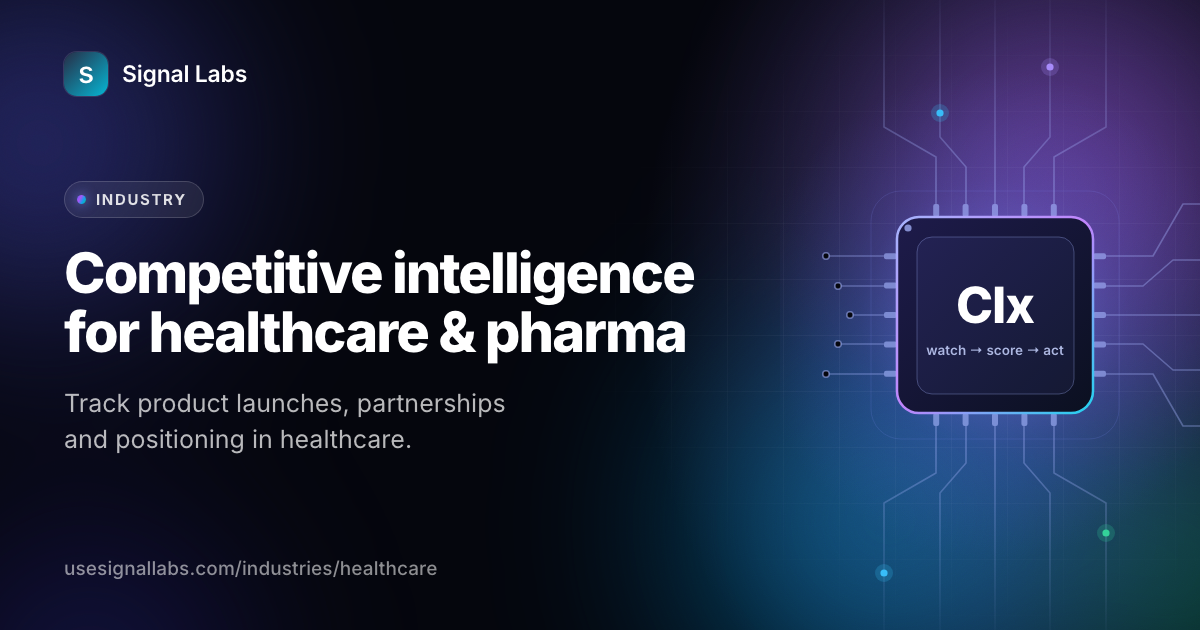 S
Signal Labs
INDUSTRY
Competitive intelligence
for healthcare & pharma
Track product launches, partnerships
and positioning in healthcare.
usesignallabs.com/industries/healthcare
CIx
watch → score → act